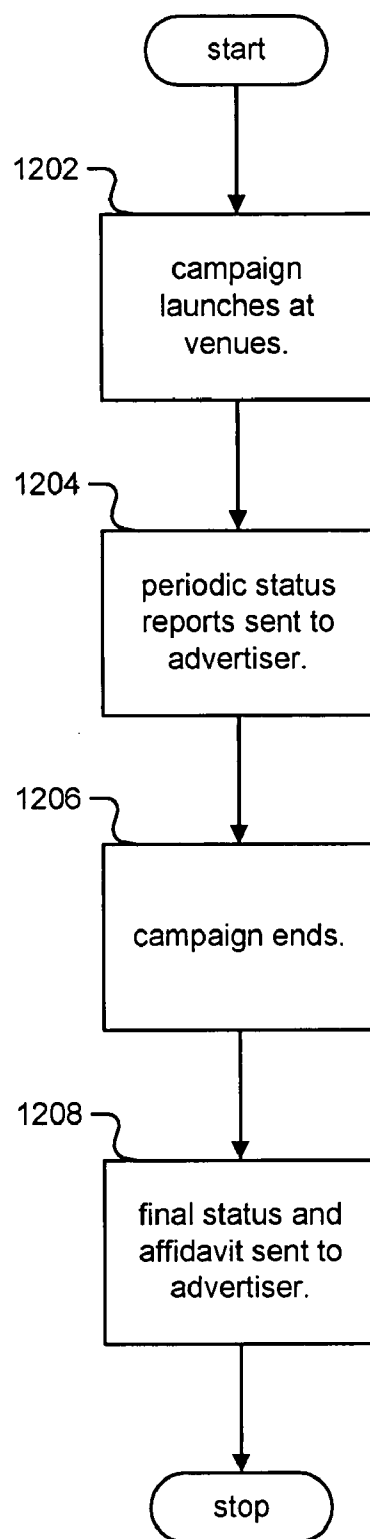 start
1202
campaign
launches at
venues.
1204
periodic status
reports sent to
advertiser.
1206
campaign ends.
1208
final status and
affidavit sent to
advertiser.
stop